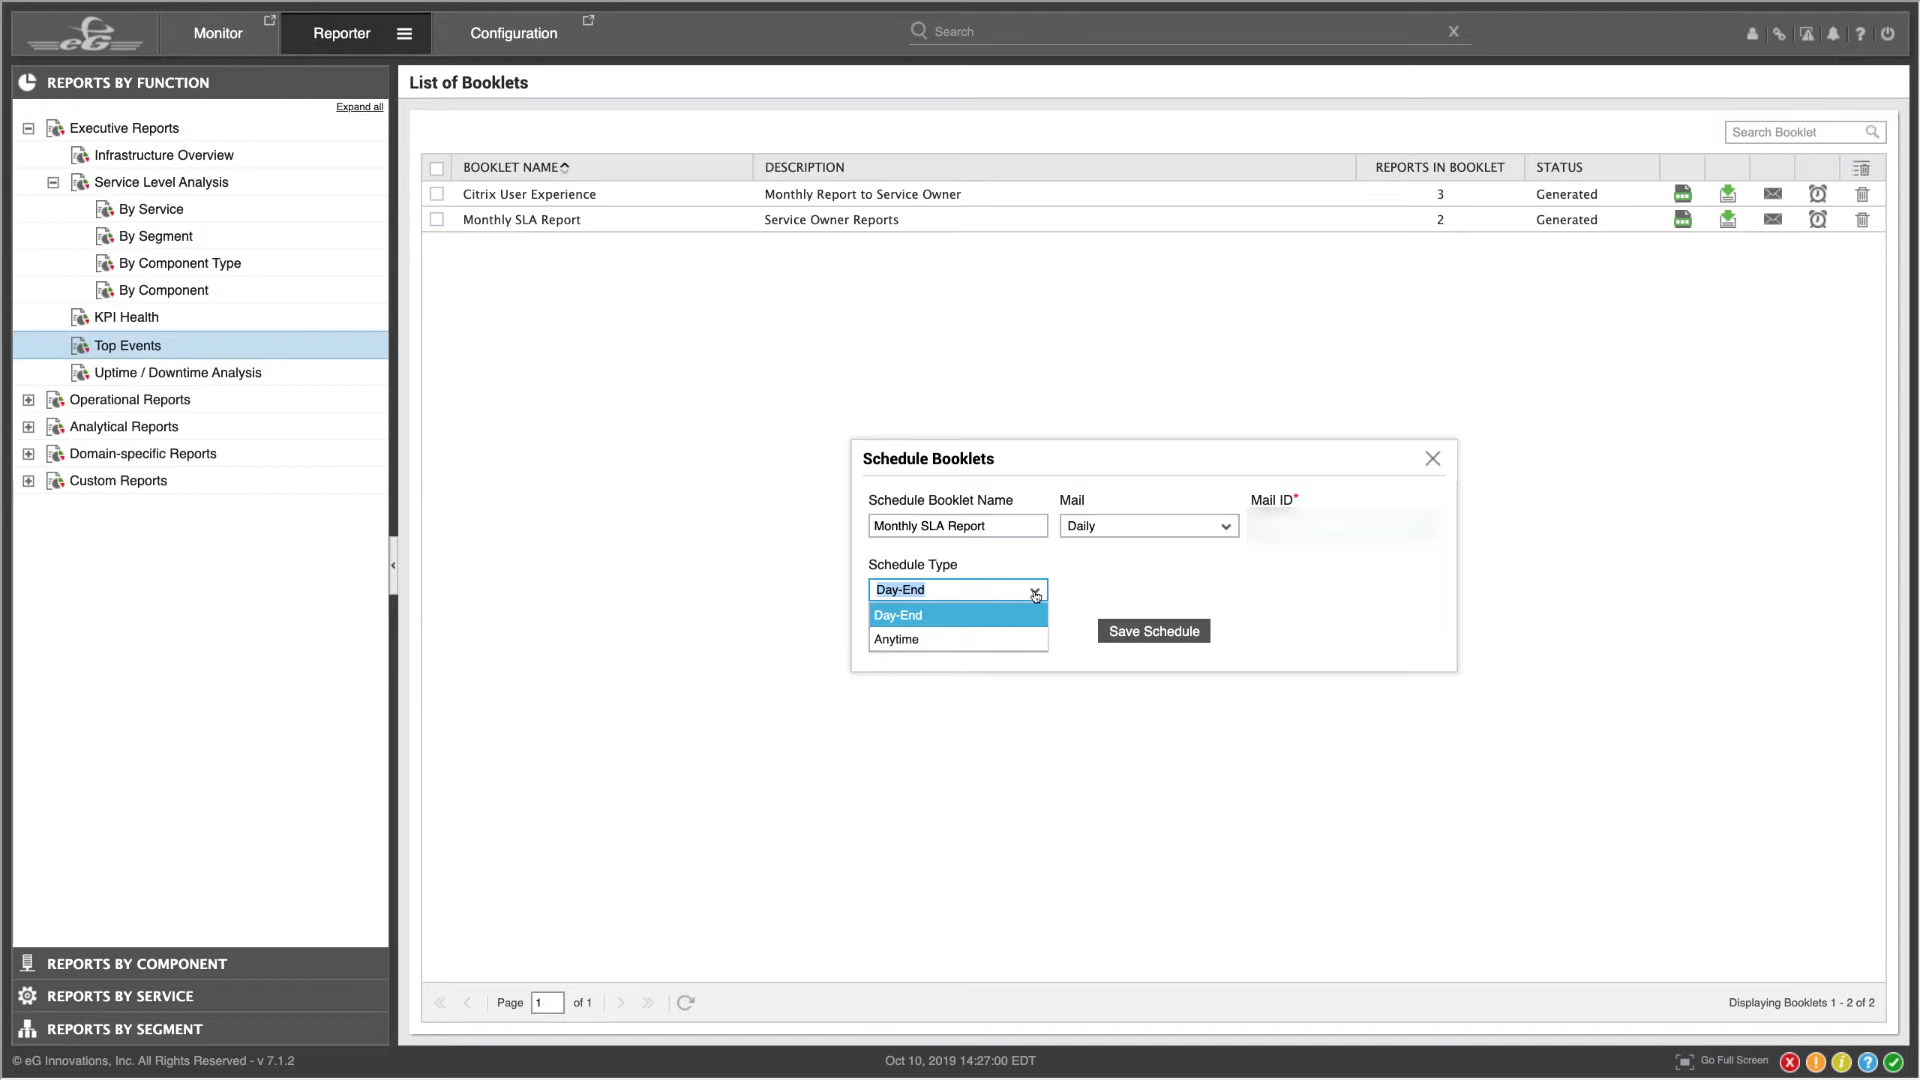 eG
Monitor
Reporter
Configuration
Search
X
REPORTS BY FUNCTION
Expand all
Executive Reports
Infrastructure Overview
Service Level Analysis
By Service
By Segment
By Component Type
By Component
KPI Health
Top Events
Uptime / Downtime Analysis
Operational Reports
Analytical Reports
Domain-specific Reports
Custom Reports
REPORTS BY COMPONENT
REPORTS BY SERVICE
REPORTS BY SEGMENT
List of Booklets
Search Booklet
BOOKLET NAME DESCRIPTION REPORTS IN BOOKLET STATUS
Citrix User Experience Monthly Report to Service Owner 3 Generated
Monthly SLA Report Service Owner Reports 2 Generated
Schedule Booklets
Schedule Booklet Name Mail Mail ID*
Monthly SLA Report Daily
Schedule Type
Day-End
Day-End
Anytime
Save Schedule
Page 1 of 1
Displaying Booklets 1 - 2 of 2
© eG Innovations, Inc. All Rights Reserved - v 7.1.2
Oct 10, 2019 14:27:00 EDT
Go Full Screen